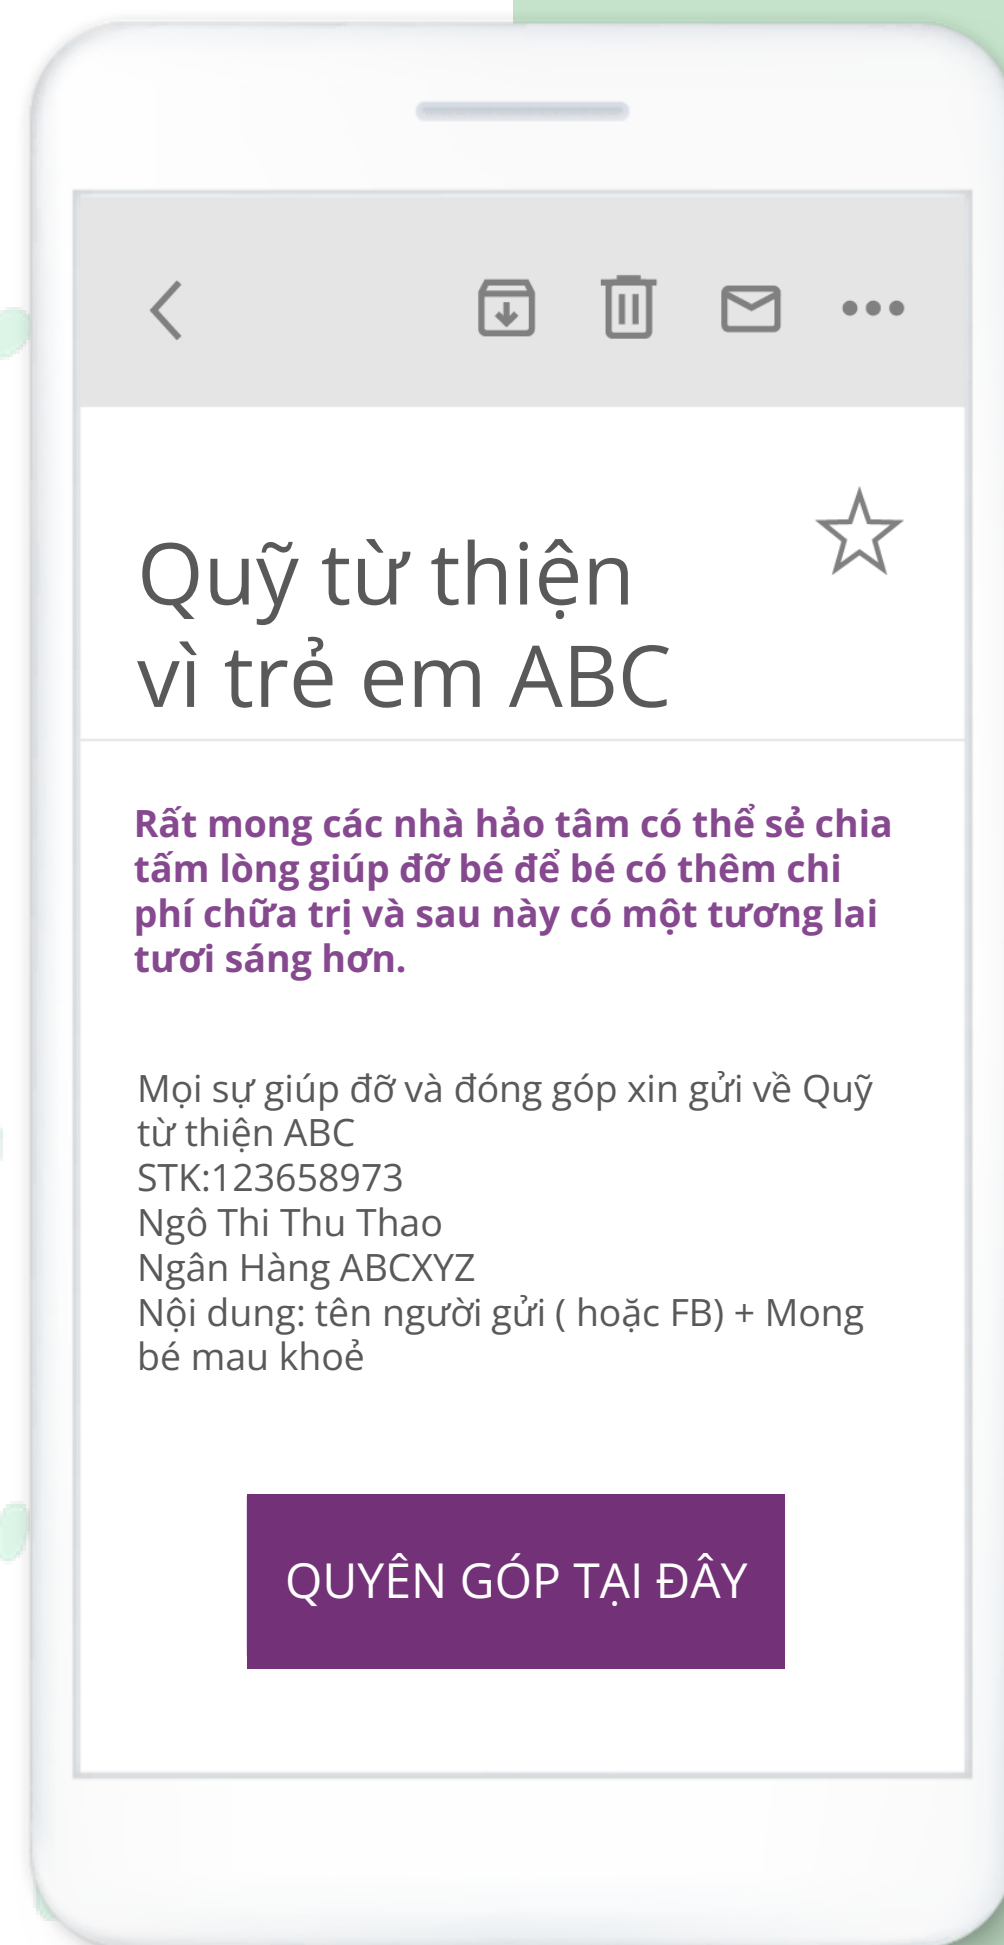 Quỹ từ thiện
vì trẻ em ABC
Rất mong các nhà hảo tâm có thể sẻ chia
tấm lòng giúp đỡ bé để bé có thêm chi
phí chữa trị và sau này có một tương lai
tươi sáng hơn.
Mọi sự giúp đỡ và đóng góp xin gửi về Quỹ
từ thiện ABC
STK:123658973
Ngô Thi Thu Thao
Ngân Hàng ABCXYZ
Nội dung: tên người gửi ( hoặc FB) + Mong
bé mau khoẻ
QUYÊN GÓP TẠI ĐÂY